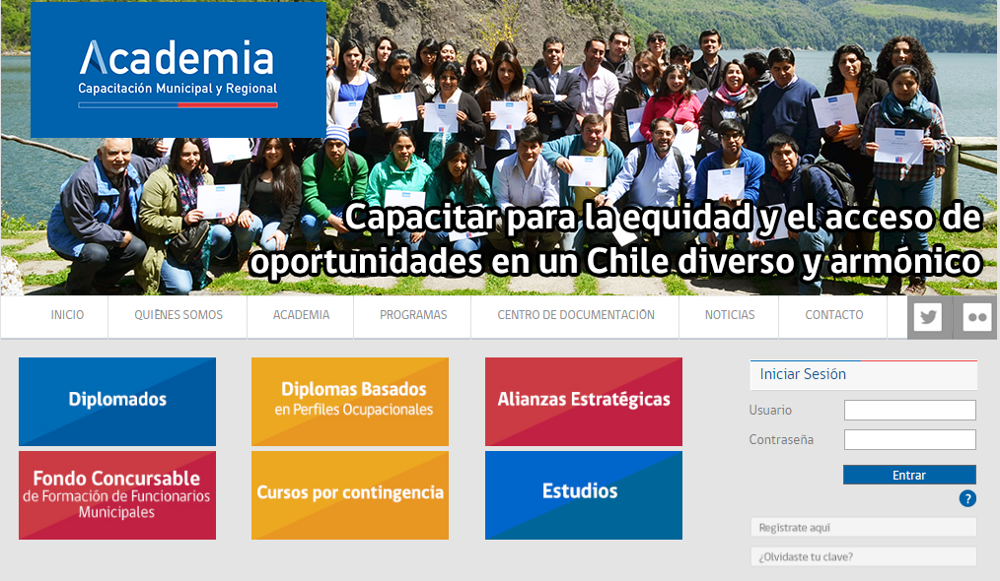 Academia
Capacitación Municipal y Regional
Capacitar para la equidad y el acceso de
oportunidades en un Chile diverso y armónico
INICIO
QUIÉNES SOMOS
ACADEMIA
PROGRAMAS
CENTRO DE DOCUMENTACIÓN
NOTICIAS
CONTACTO
Diplomados
Diplomas Basados
en Perfiles Ocupacionales
Alianzas Estratégicas
Fondo Concursable
de Formación de Funcionarios
Municipales
Cursos por contingencia
Estudios
Iniciar Sesión
Usuario
Contraseña
Entrar
?
Regístrate aquí
¿Olvidaste tu clave?